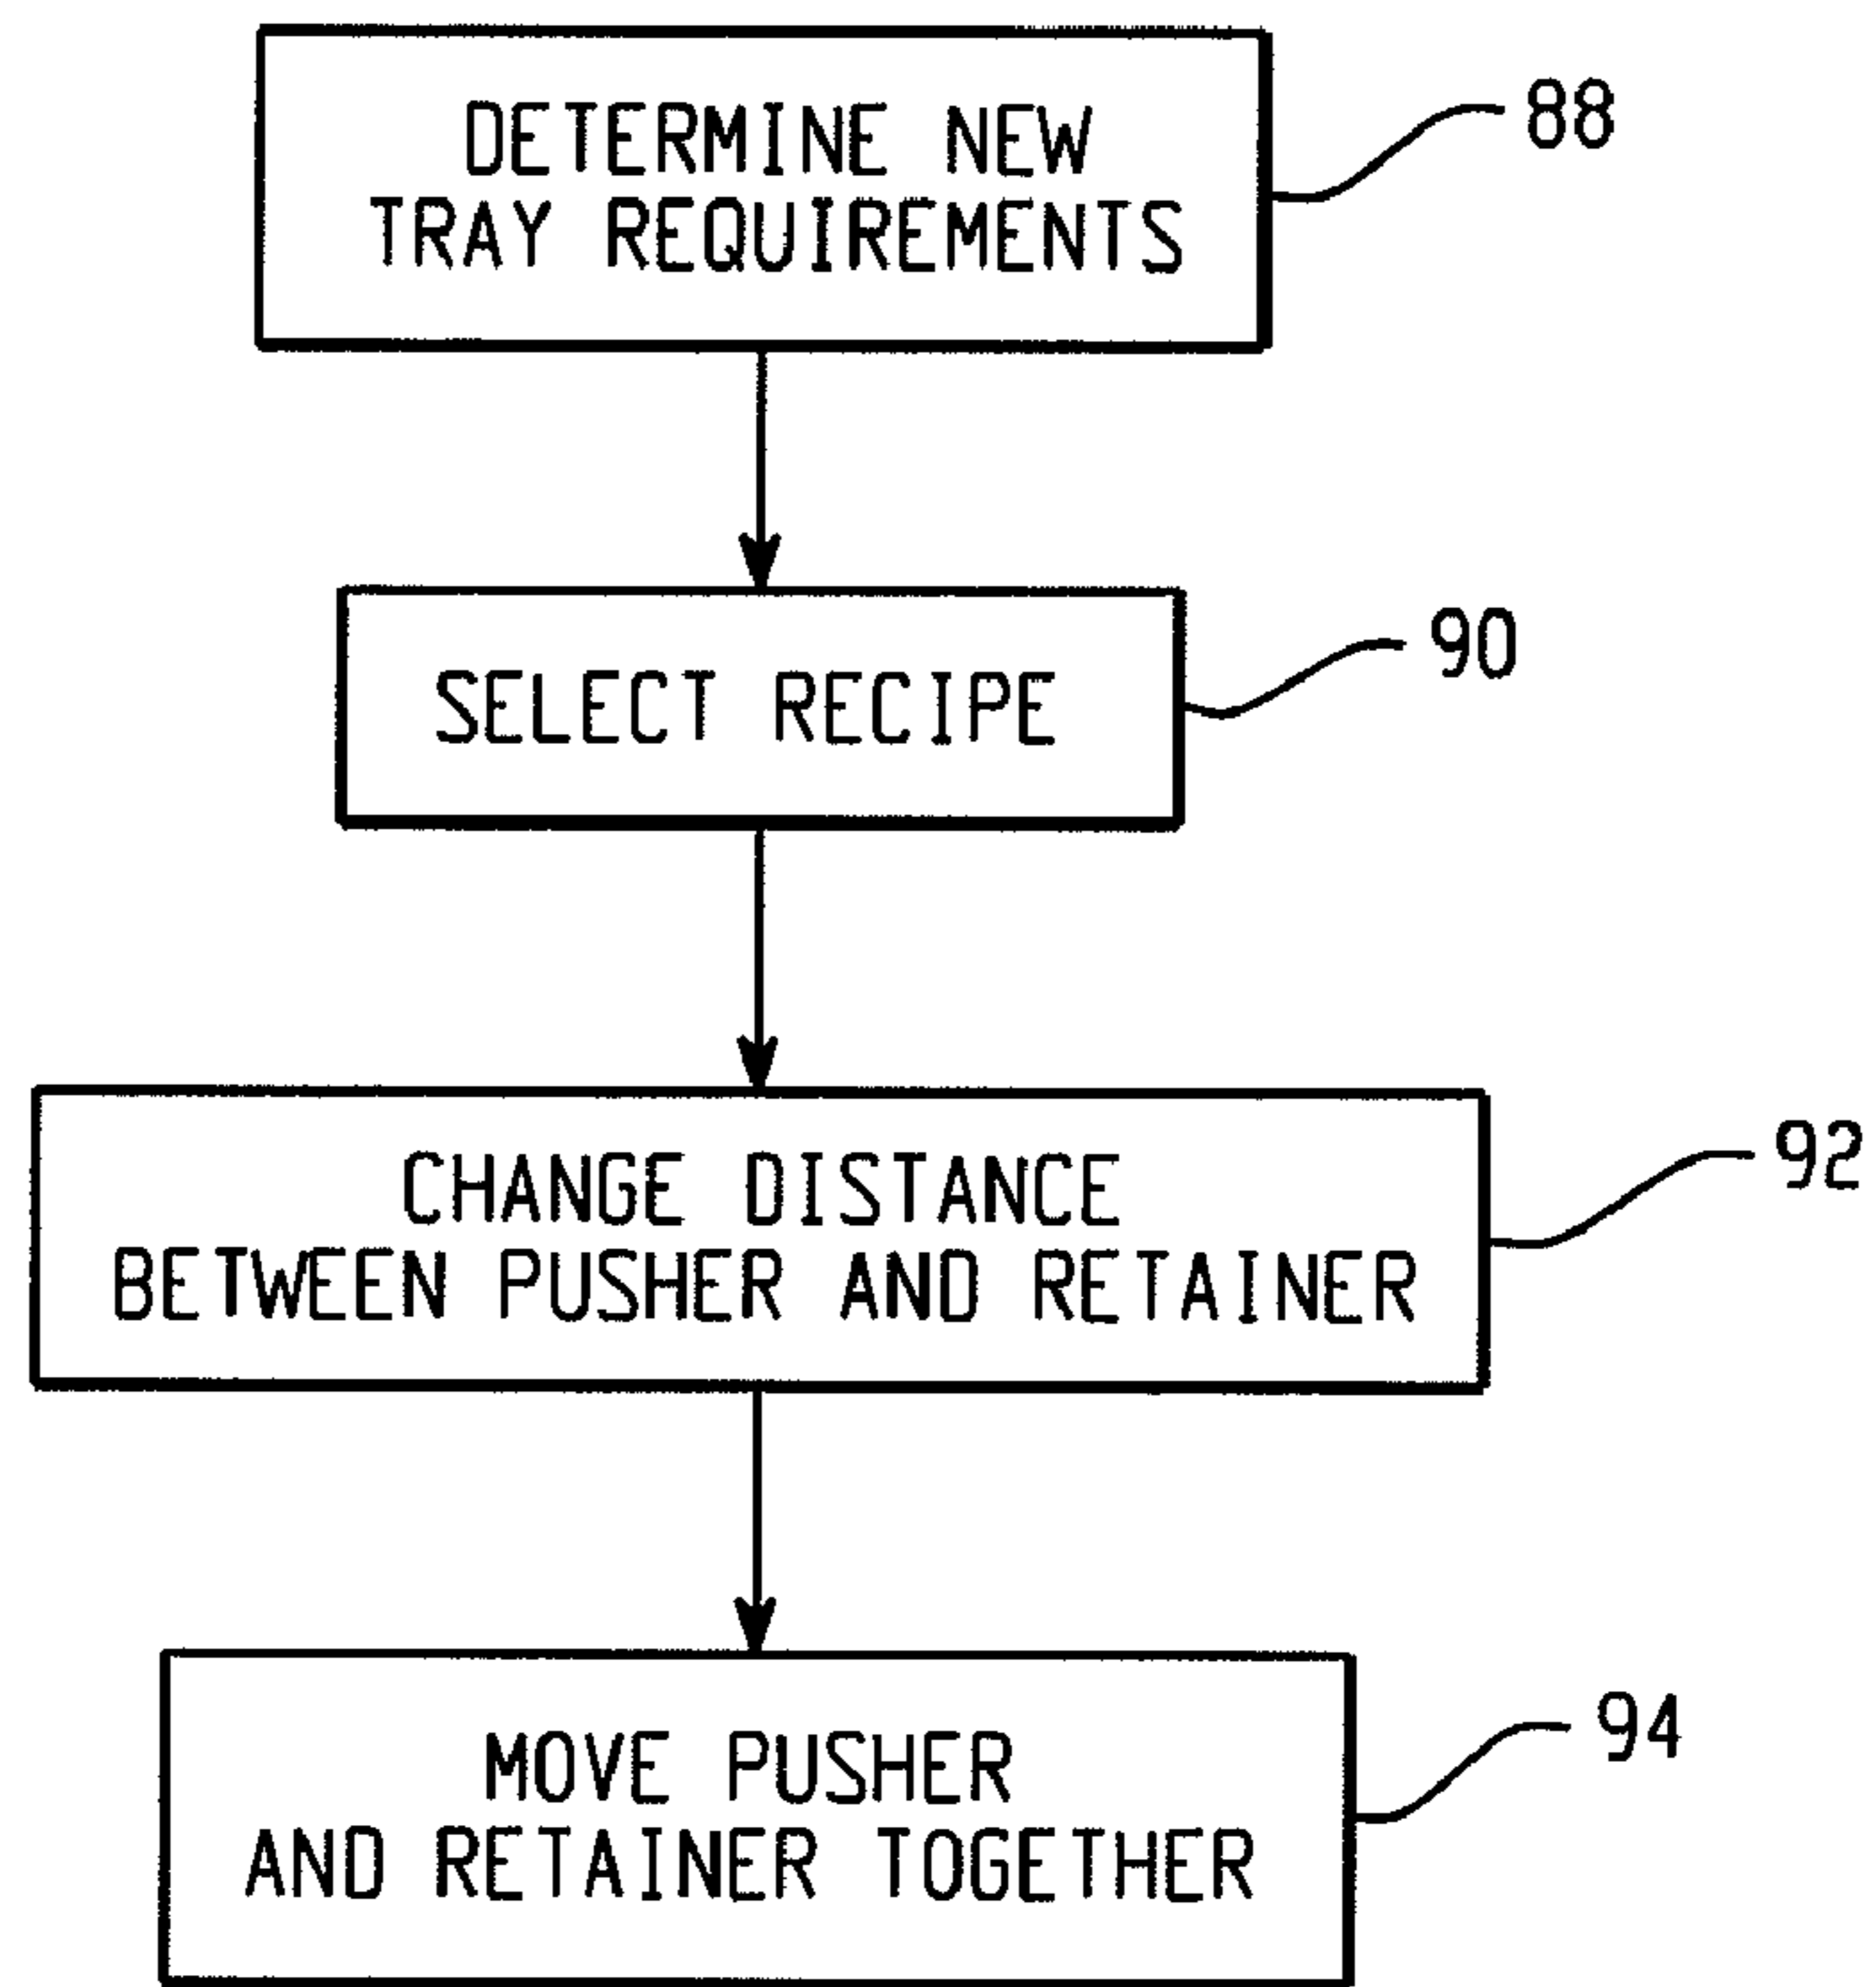 DETERMINE NEW
TRAY REQUIREMENTS
88
SELECT RECIPE
90
CHANGE DISTANCE
BETWEEN PUSHER AND RETAINER
92
MOVE PUSHER
AND RETAINER TOGETHER
94